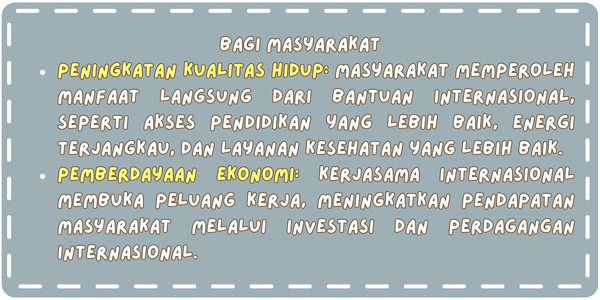 BAGI MASYARAKAT
• PENINGKATAN KUALITAS HIDUP: MASYARAKAT MEMPEROLEH
MANFAAT LANGSUNG DARI BANTUAN INTERNASIONAL,
SEPERTI AKSES PENDIDIKAN YANG LEBIH BAIK, ENERGI
TERJANGKAU, DAN LAYANAN KESEHATAN YANG LEBIH BAIK.
• PEMBERDAYAAN EKONOMI: KERJASAMA INTERNASIONAL
MEMBUKA PELUANG KERJA, MENINGKATKAN PENDAPATAN
MASYARAKAT MELALUI INVESTASI DAN PERDAGANGAN
INTERNASIONAL.